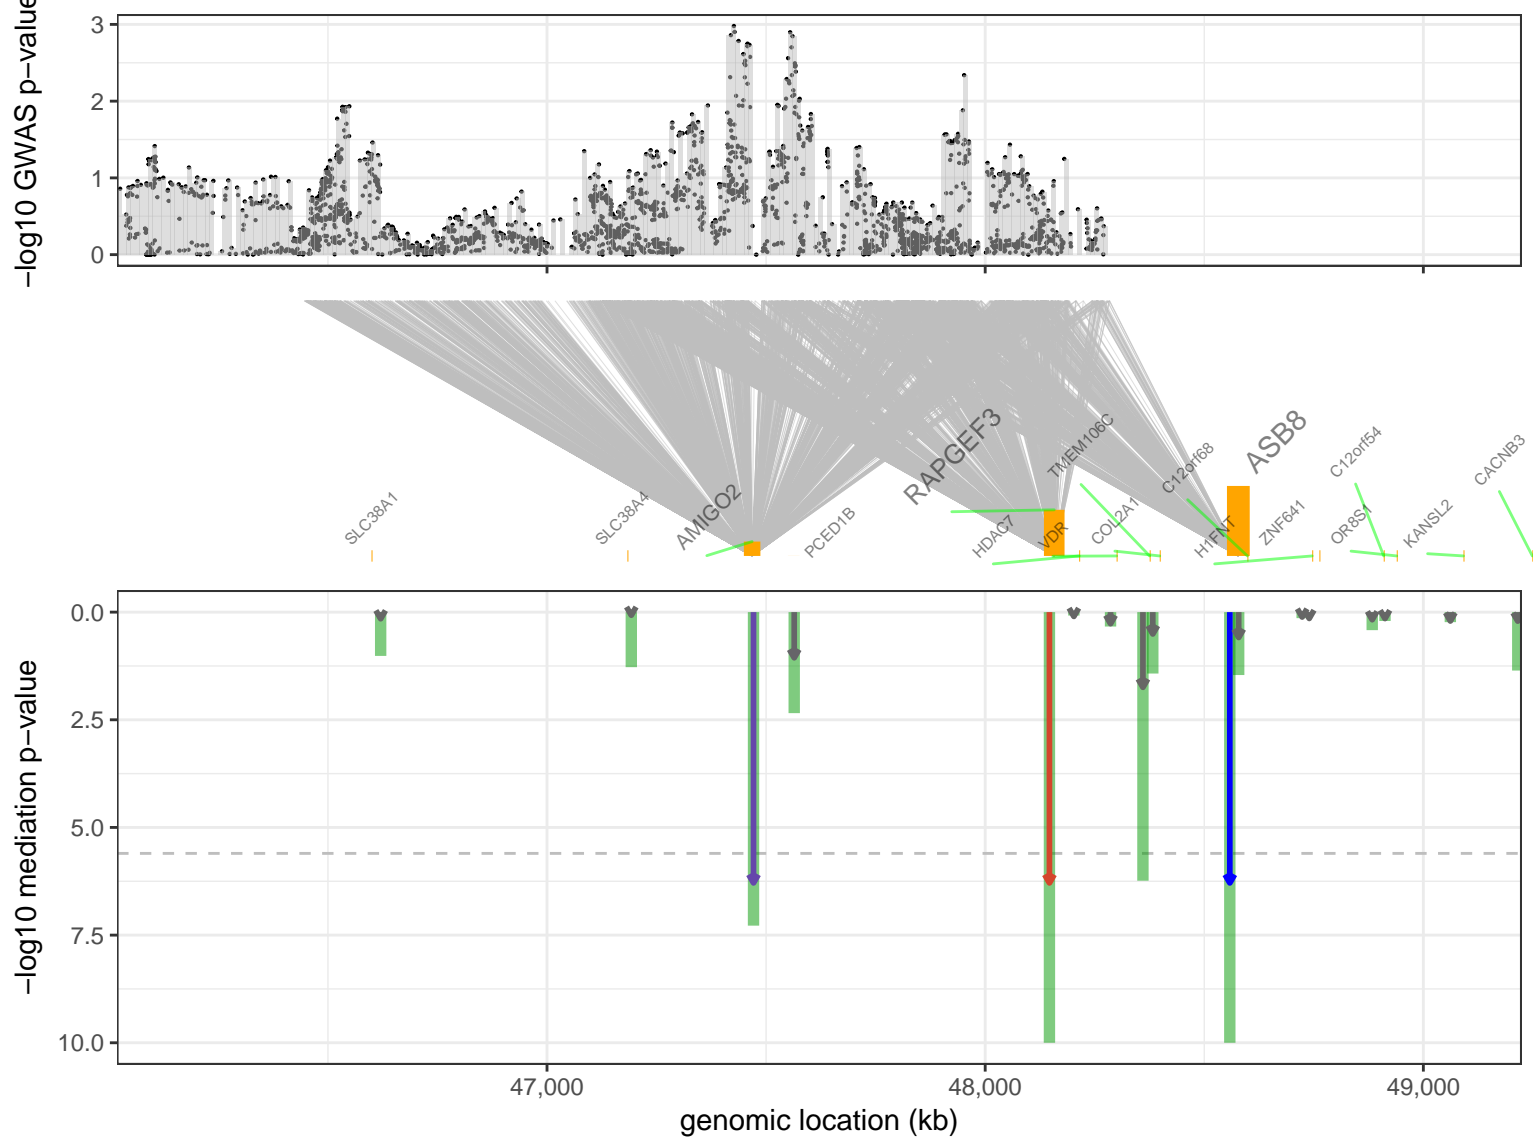 −log10 GWAS p−value
3
2
1
0
SLC38A1
SLC38A4
AMIGO2
PCED1B
RAPGEF3
HDAC7
VDR
TMEM106C
COL2A1
C12orf68
H1FNT
ASB8
ZNF641
C12orf54
OR8S1
KANSL2
CACNB3
−log10 mediation p−value
0.0
2.5
5.0
7.5
10.0
47,000
48,000
49,000
genomic location (kb)